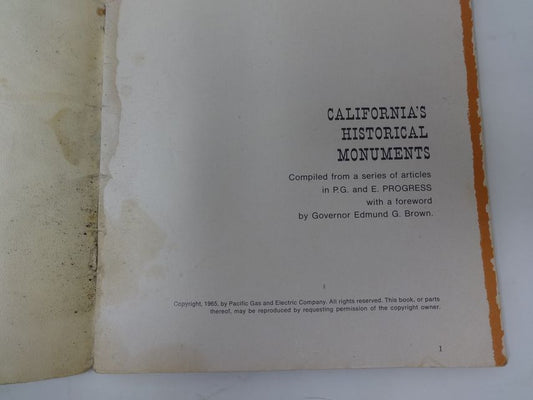 CALIFORNIA'S
HISTORICAL
MONUMENTS
Compiled from a series of articles
in P.G. and E. PROGRESS
with a foreword
by Governor Edmund G. Brown.
Copyright, 1965, by Pacific Gas and Electric Company. All rights reserved. This book, or parts
thereof, may be reproduced by requesting permission of the copyright owner.
1